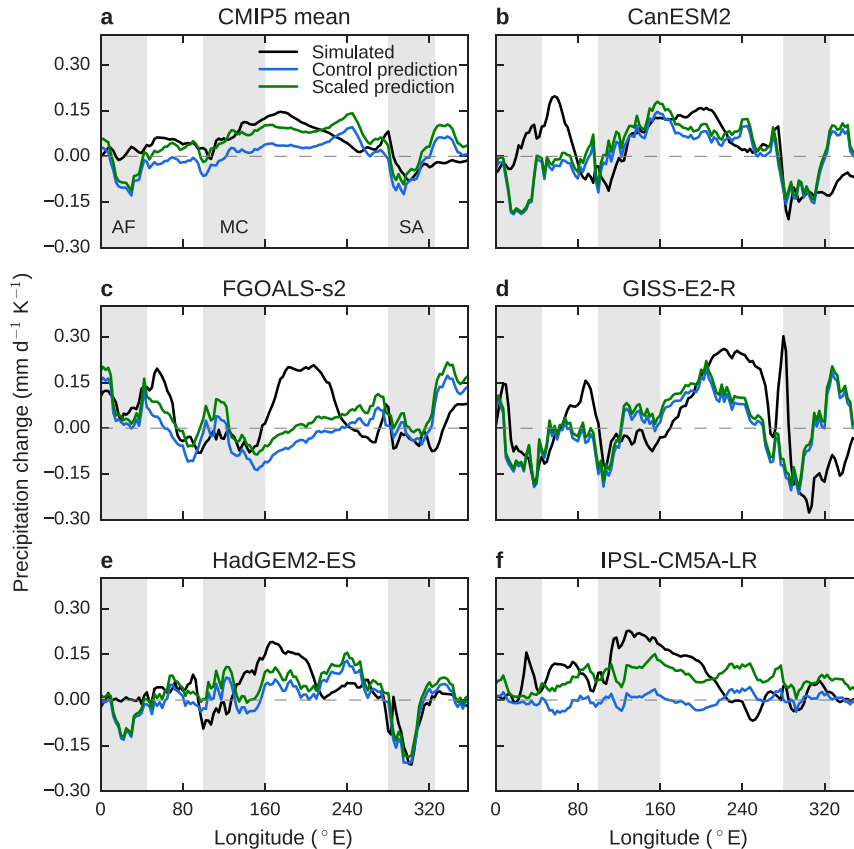 a CMIP5 mean
b CanESM2
0.30
0.15
0.00
−0.15
−0.30
Simulated
Control prediction
Scaled prediction
AF
MC
SA
c FGOALS-s2
d GISS-E2-R
0.30
0.15
0.00
−0.15
−0.30
Precipitation change (mm d⁻¹ K⁻¹)
e HadGEM2-ES
f IPSL-CM5A-LR
0.30
0.15
0.00
−0.15
−0.30
0 80 160 240 320
0 80 160 240 320
Longitude (°E)
Longitude (°E)